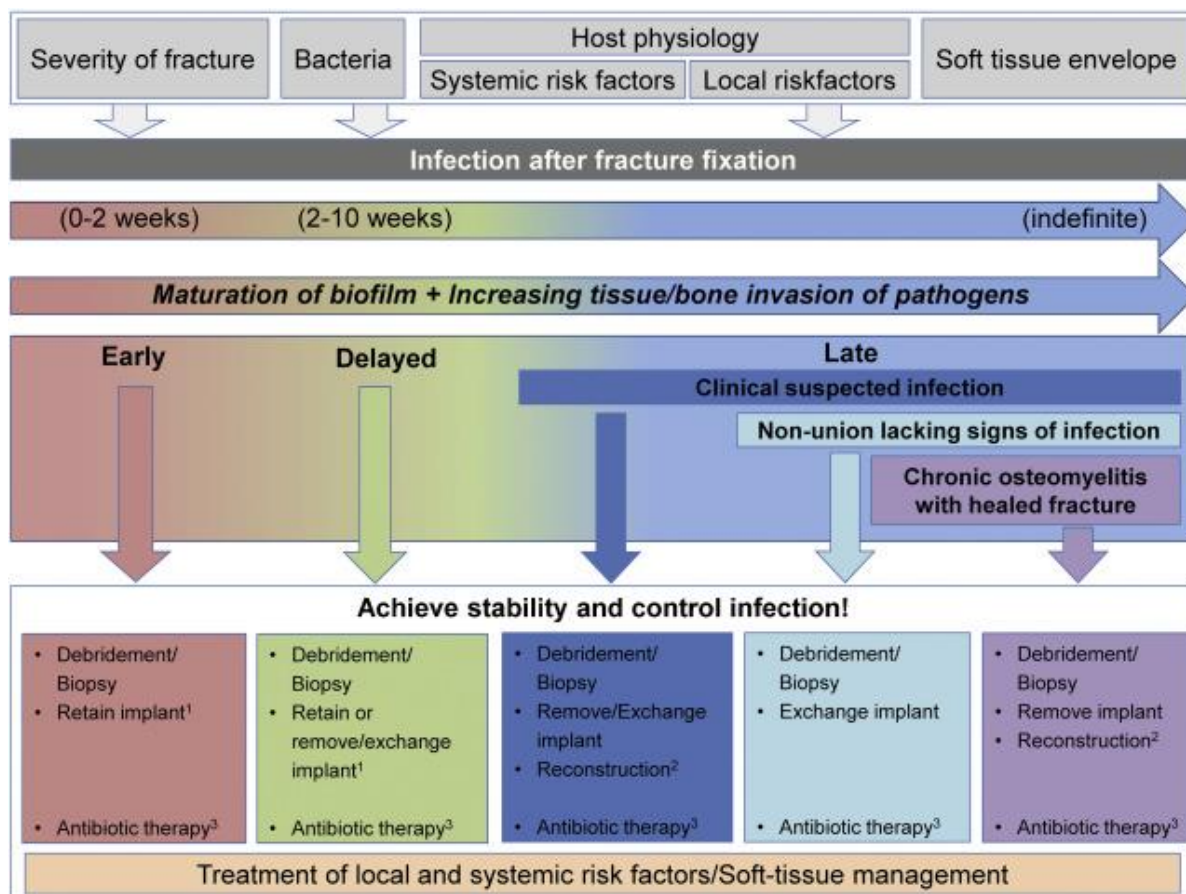 Severity of fracture
Bacteria
Host physiology
Systemic risk factors
Local riskfactors
Soft tissue envelope
Infection after fracture fixation
(0-2 weeks)
(2-10 weeks)
(indefinite)
Maturation of biofilm + Increasing tissue/bone invasion of pathogens
Early
Delayed
Late
Clinical suspected infection
Non-union lacking signs of infection
Chronic osteomyelitis
with healed fracture
Achieve stability and control infection!
• Debridement/
Biopsy
• Retain implant¹
• Antibiotic therapy³
• Debridement/
Biopsy
• Retain or
remove/exchange
implant¹
• Antibiotic therapy³
• Debridement/
Biopsy
• Remove/Exchange
implant
• Reconstruction²
• Antibiotic therapy³
• Debridement/
Biopsy
• Exchange implant
• Antibiotic therapy³
• Debridement/
Biopsy
• Remove implant
• Reconstruction²
• Antibiotic therapy³
Treatment of local and systemic risk factors/Soft-tissue management